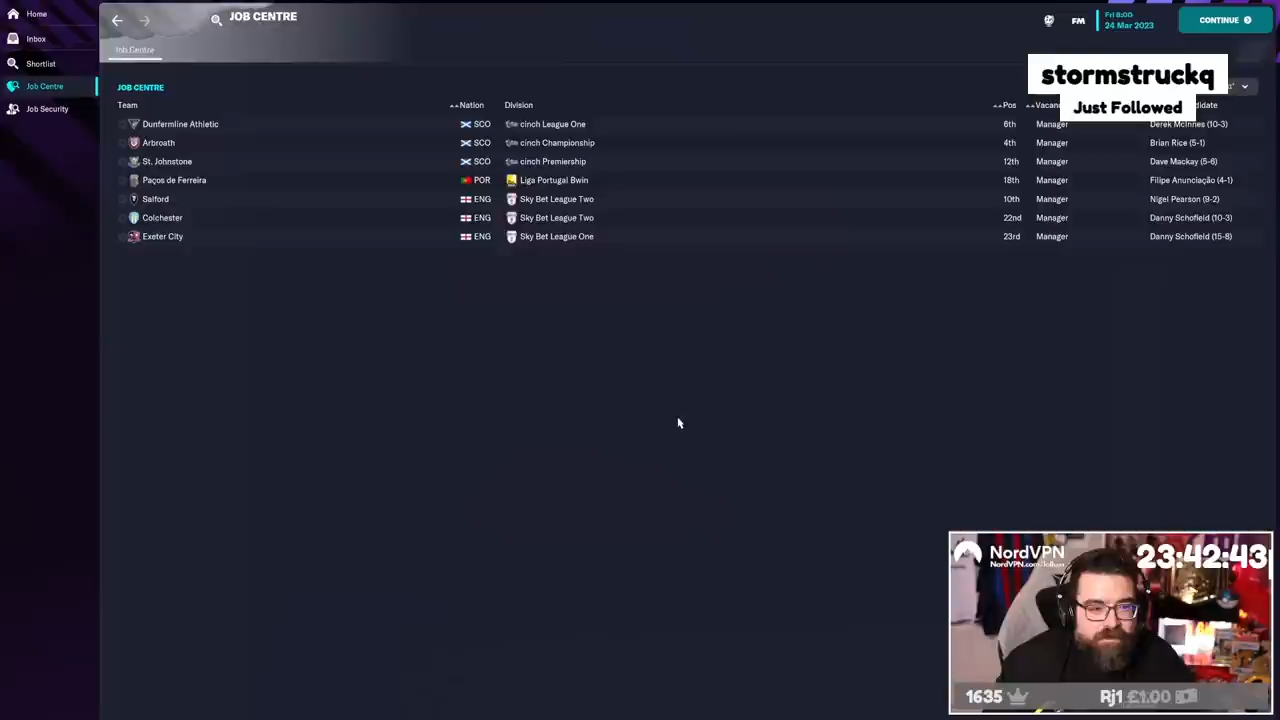 Home
Inbox
Shortlist
Job Centre
Job Security
JOB CENTRE
FM
Fri 8:00
24 Mar 2023
CONTINUE
Job Centre
stormstruckq
Just Followed
JOB CENTRE
Team Nation Division Pos
Dunfermline Athletic SCO cinch League One 6th Manager Derek McInnes (10-3)
Arbroath SCO cinch Championship 4th Manager Brian Rice (5-1)
St. Johnstone SCO cinch Premiership 12th Manager Dave Mackay (5-6)
Paços de Ferreira POR Liga Portugal Bwin 18th Manager Filipe Anunciação (4-1)
Salford ENG Sky Bet League Two 10th Manager Nigel Pearson (9-2)
Colchester ENG Sky Bet League Two 22nd Manager Danny Schofield (10-3)
Exeter City ENG Sky Bet League One 23rd Manager Danny Schofield (15-8)
NordVPN
23:42:43
1635 Rj1 £1.00